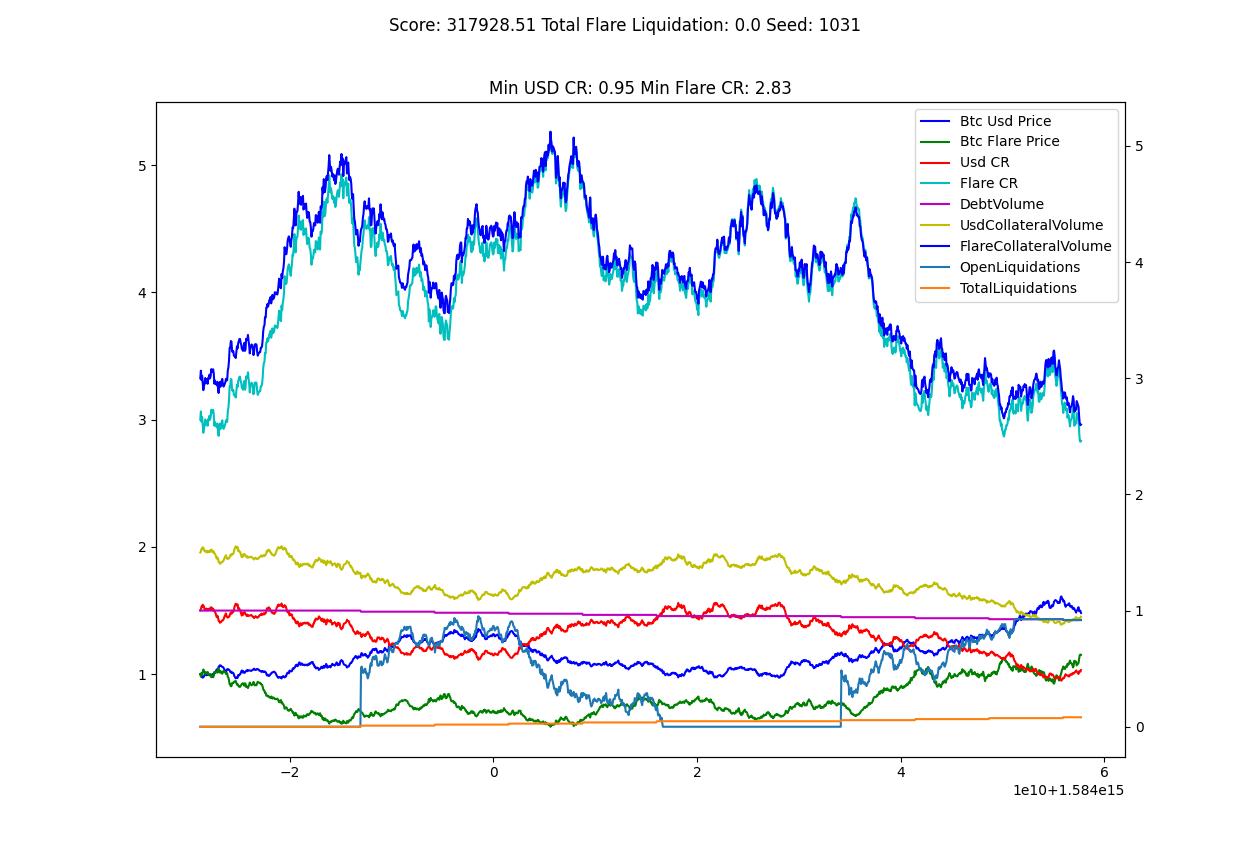 Score: 317928.51 Total Flare Liquidation: 0.0 Seed: 1031
Min USD CR: 0.95 Min Flare CR: 2.83
Btc Usd Price
Btc Flare Price
Usd CR
Flare CR
DebtVolume
UsdCollateralVolume
FlareCollateralVolume
OpenLiquidations
TotalLiquidations
5
4
3
2
1
5
4
3
2
1
0
−2
0
2
4
6
1e10+1.584e15